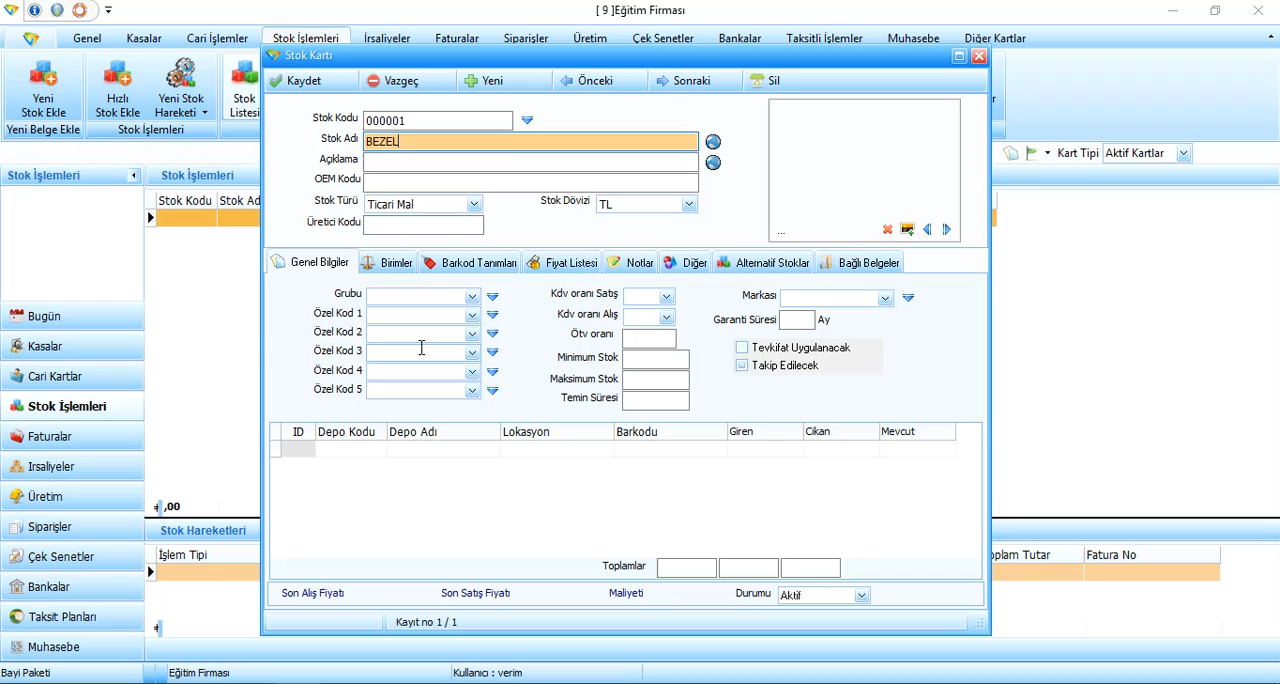 [ 9 ]Eğitim Firması
Genel Kasalar Cari İşlemler Stok İşlemleri İrsaliyeler Faturalar Siparişler Üretim Çek Senetler Bankalar Taksitli İşlemler Muhasebe Diğer Kartlar
Stok Kartı
Kaydet Vazgeç Yeni Önceki Sonraki Sil
Yeni
Stok Ekle
Hızlı
Stok Ekle
Yeni Stok
Hareketi
Stok
Listesi
Yeni Belge Ekle
Stok İşlemleri
Kart Tipi Aktif Kartlar
Stok Kodu 000001
Stok Adı BEZEL
Açıklama
OEM Kodu
Stok Türü Ticari Mal Stok Dövizi TL
Üretici Kodu
...
Stok İşlemleri
Stok İşlemleri
Stok Kodu
Genel Bilgiler Birimler Barkod Tanımları Fiyat Listesi Notlar Diğer Alternatif Stoklar Bağlı Belgeler
Grubu
Özel Kod 1
Özel Kod 2
Özel Kod 3
Özel Kod 4
Özel Kod 5
Kdv oranı Satış
Kdv oranı Alış
Ötv oranı
Minimum Stok
Maksimum Stok
Temin Süresi
Markası
Garanti Süresi Ay
Tevkifat Uygulanacak
Takip Edilecek
ID Depo Kodu Depo Adı Lokasyon Barkodu Giren Cikan Mevcut
Toplamlar
Son Alış Fiyatı Son Satış Fiyatı Maliyeti Durumu Aktif
Kayıt no 1 / 1
Bugün
Kasalar
Cari Kartlar
Stok İşlemleri
Faturalar
Irsaliyeler
Üretim
Siparişler
Çek Senetler
Bankalar
Taksit Planları
Muhasebe
,00
Stok Hareketleri
İşlem Tipi
Fatura No
Bayi Paketi Eğitim Firması Kullanıcı : verim